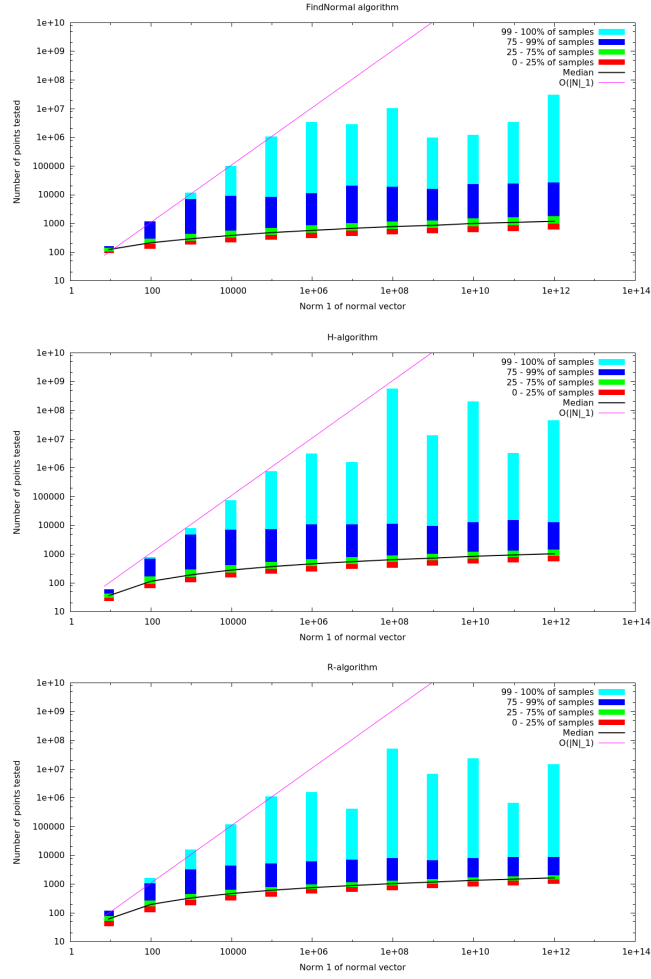 FindNormal algorithm
1e+10
1e+09
1e+08
1e+07
1e+06
100000
10000
1000
100
10
Number of points tested
99 - 100% of samples
75 - 99% of samples
25 - 75% of samples
0 - 25% of samples
Median
O(|N|_1)
1 100 10000 1e+06 1e+08 1e+10 1e+12 1e+14
Norm 1 of normal vector
H-algorithm
1e+10
1e+09
1e+08
1e+07
1e+06
100000
10000
1000
100
10
Number of points tested
99 - 100% of samples
75 - 99% of samples
25 - 75% of samples
0 - 25% of samples
Median
O(|N|_1)
1 100 10000 1e+06 1e+08 1e+10 1e+12 1e+14
Norm 1 of normal vector
R-algorithm
1e+10
1e+09
1e+08
1e+07
1e+06
100000
10000
1000
100
10
Number of points tested
99 - 100% of samples
75 - 99% of samples
25 - 75% of samples
0 - 25% of samples
Median
O(|N|_1)
1 100 10000 1e+06 1e+08 1e+10 1e+12 1e+14
Norm 1 of normal vector